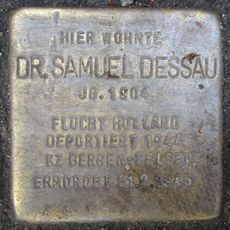 HIER WOHNTE
DR. SAMUEL DESSAU
JG. 1904
FLUCHT HOLLAND
DEPORTIERT 1944
KZ BERGEN-BELSEN
ERMORDET